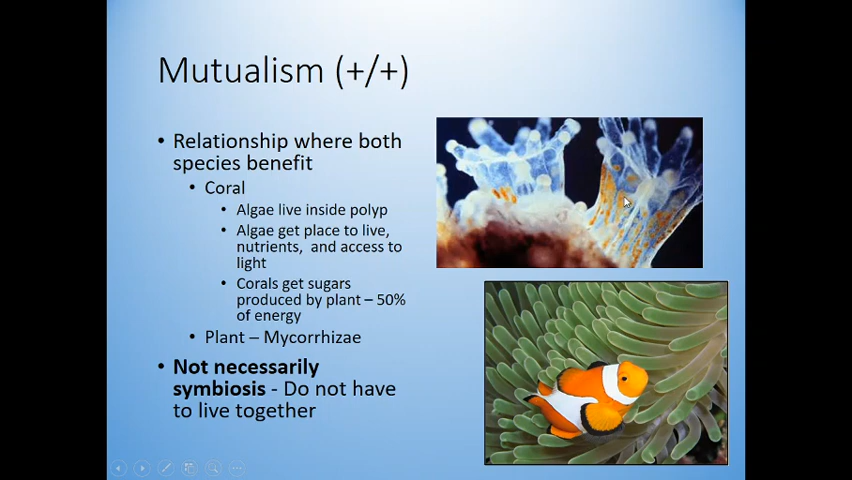 Mutualism (+/+)
• Relationship where both
species benefit
• Coral
• Algae live inside polyp
• Algae get place to live,
nutrients, and access to
light
• Corals get sugars
produced by plant – 50%
of energy
• Plant – Mycorrhizae
• Not necessarily
symbiosis - Do not have
to live together